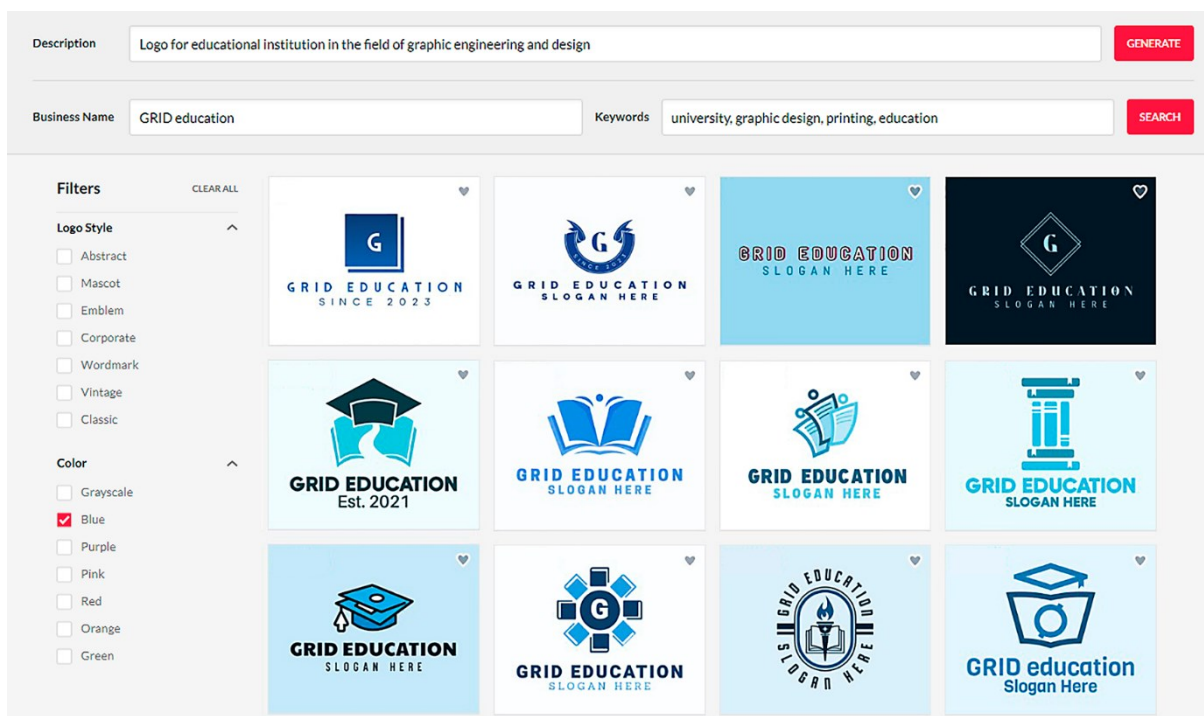 Description
Logo for educational institution in the field of graphic engineering and design
GENERATE
Business Name
GRID education
Keywords
university, graphic design, printing, education
SEARCH
Filters
CLEAR ALL
Logo Style
Abstract
Mascot
Emblem
Corporate
Wordmark
Vintage
Classic
Color
Grayscale
Blue
Purple
Pink
Red
Orange
Green
G
GRID EDUCATION
SINCE 2023
G
SINCE 2023
GRID EDUCATION
SLOGAN HERE
GRID EDUCATION
SLOGAN HERE
G
GRID EDUCATION
SLOGAN HERE
GRID EDUCATION
Est. 2021
GRID EDUCATION
SLOGAN HERE
GRID EDUCATION
SLOGAN HERE
GRID EDUCATION
SLOGAN HERE
GRID EDUCATION
SLOGAN HERE
G
GRID EDUCATION
SLOGAN HERE
GRID EDUCATION
SLOGAN HERE
GRID education
Slogan Here